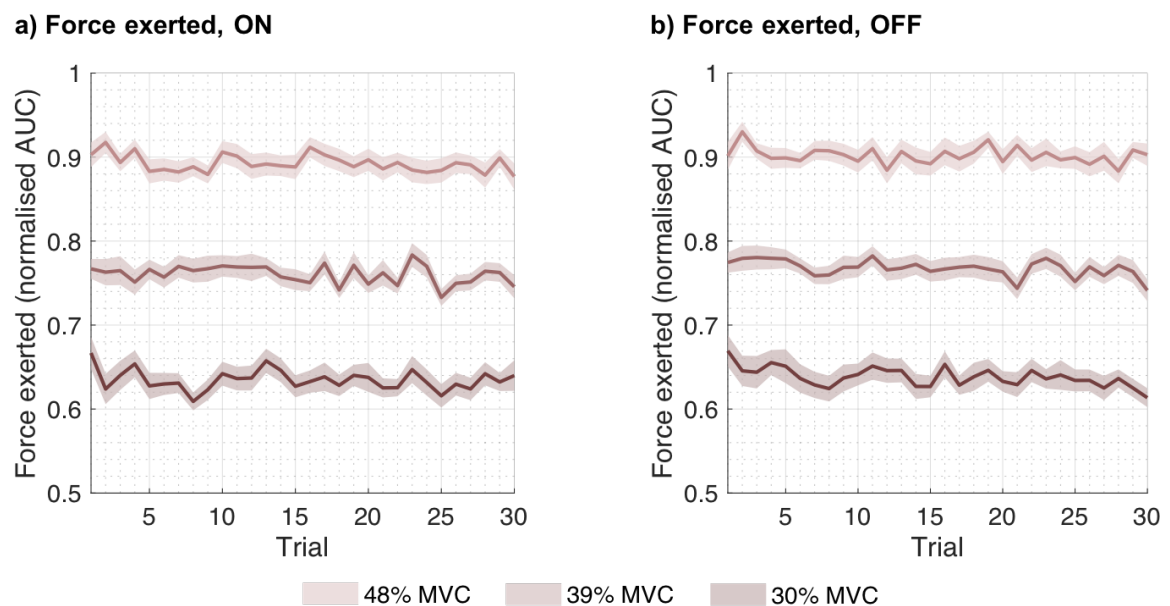 a) Force exerted, ON
Force exerted (normalised AUC)
1
0.9
0.8
0.7
0.6
0.5
5 10 15 20 25 30
Trial
b) Force exerted, OFF
Force exerted (normalised AUC)
1
0.9
0.8
0.7
0.6
0.5
5 10 15 20 25 30
Trial
48% MVC 39% MVC 30% MVC